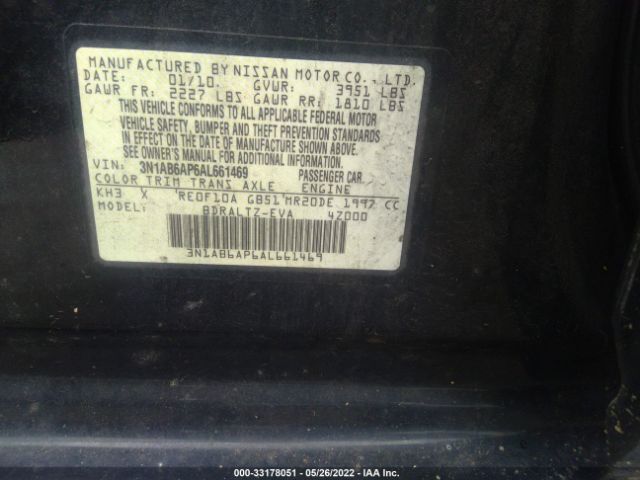 MANUFACTURED BY NISSAN MOTOR CO., LTD.
DATE: 01/10. GVWR: 3951 LBS
GAWR FR: 2227 LBS GAWR RR: 1810 LBS
THIS VEHICLE CONFORMS TO ALL APPLICABLE FEDERAL MOTOR
VEHICLE SAFETY, BUMPER AND THEFT PREVENTION STANDARDS
IN EFFECT ON THE DATE OF MANUFACTURE SHOWN ABOVE.
SEE OWNER'S MANUAL FOR ADDITIONAL INFORMATION.
VIN: 3N1AB6AP6AL661469 PASSENGER CAR
COLOR TRIM TRANS AXLE ENGINE
KH3 X RE0F10A GB51 MR20DE 1997 CC
MODEL BDRALTZ-EVA 4Z000
3N1AB6AP6AL661469
000-33178051 - 05/26/2022 - IAA Inc.